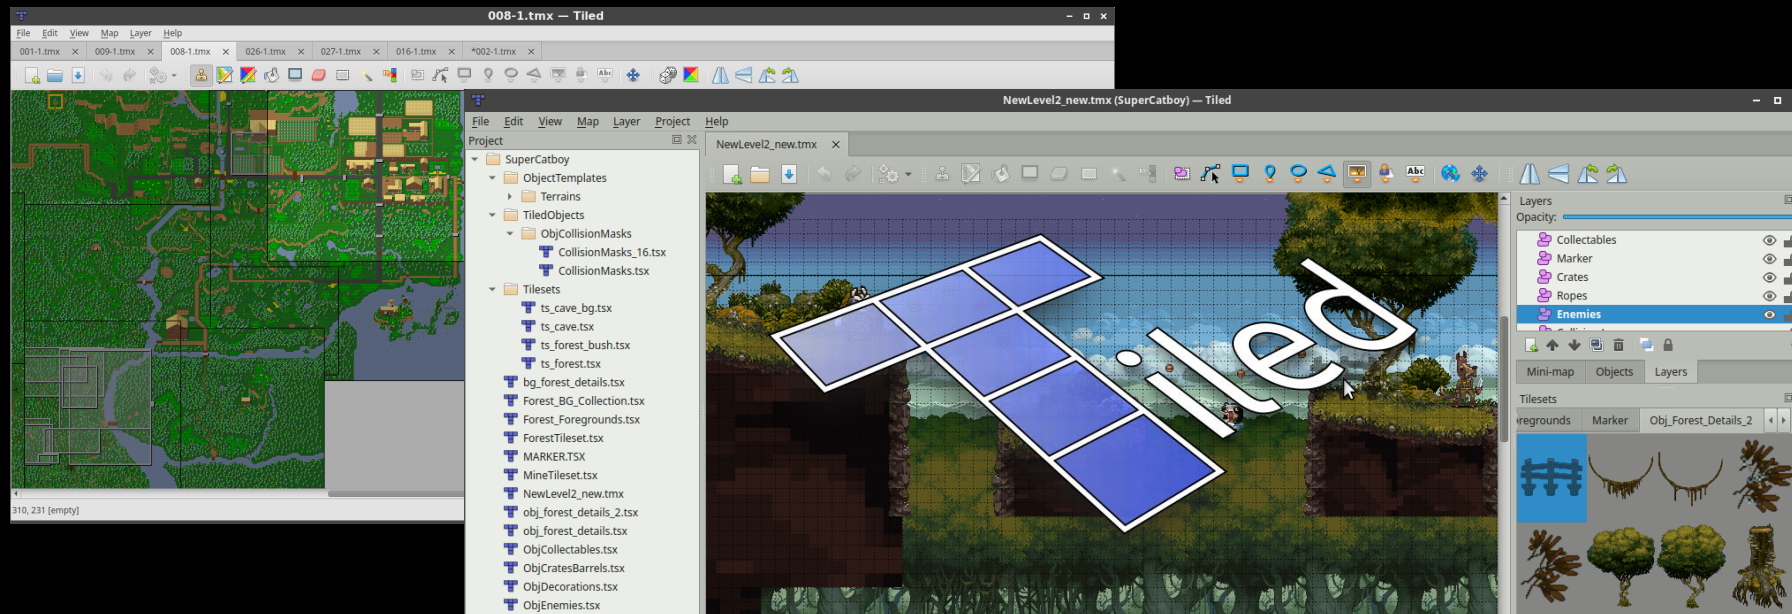 008-1.tmx — Tiled
File Edit View Map Layer Help
001-1.tmx 009-1.tmx 008-1.tmx 026-1.tmx 027-1.tmx 016-1.tmx *002-1.tmx
Abc
310, 231 [empty]
NewLevel2_new.tmx (SuperCatboy) — Tiled
File Edit View Map Layer Project Help
Project
SuperCatboy
ObjectTemplates
Terrains
TiledObjects
ObjCollisionMasks
CollisionMasks_16.tsx
CollisionMasks.tsx
Tilesets
ts_cave_bg.tsx
ts_cave.tsx
ts_forest_bush.tsx
ts_forest.tsx
bg_forest_details.tsx
Forest_BG_Collection.tsx
Forest_Foregrounds.tsx
ForestTileset.tsx
MARKER.TSX
MineTileset.tsx
NewLevel2_new.tmx
obj_forest_details_2.tsx
obj_forest_details.tsx
ObjCollectables.tsx
ObjCratesBarrels.tsx
ObjDecorations.tsx
ObjEnemies.tsx
NewLevel2_new.tmx
Abc
Tiled
Layers
Opacity:
Collectables
Marker
Crates
Ropes
Enemies
Mini-map Objects Layers
Tilesets
regrounds Marker Obj_Forest_Details_2